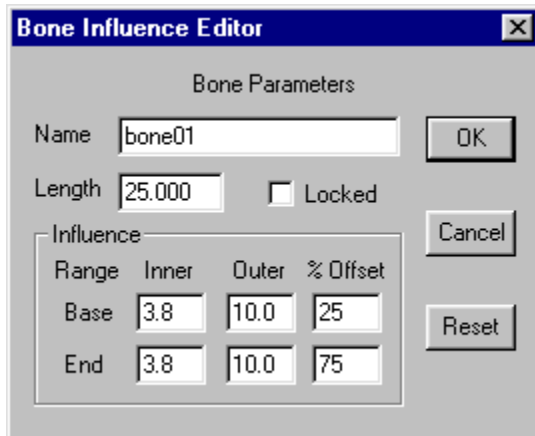 Bone Influence Editor
Bone Parameters
Name bone01 OK
Length 25.000 Locked
Influence Cancel
Range Inner Outer % Offset
Base 3.8 10.0 25 Reset
End 3.8 10.0 75